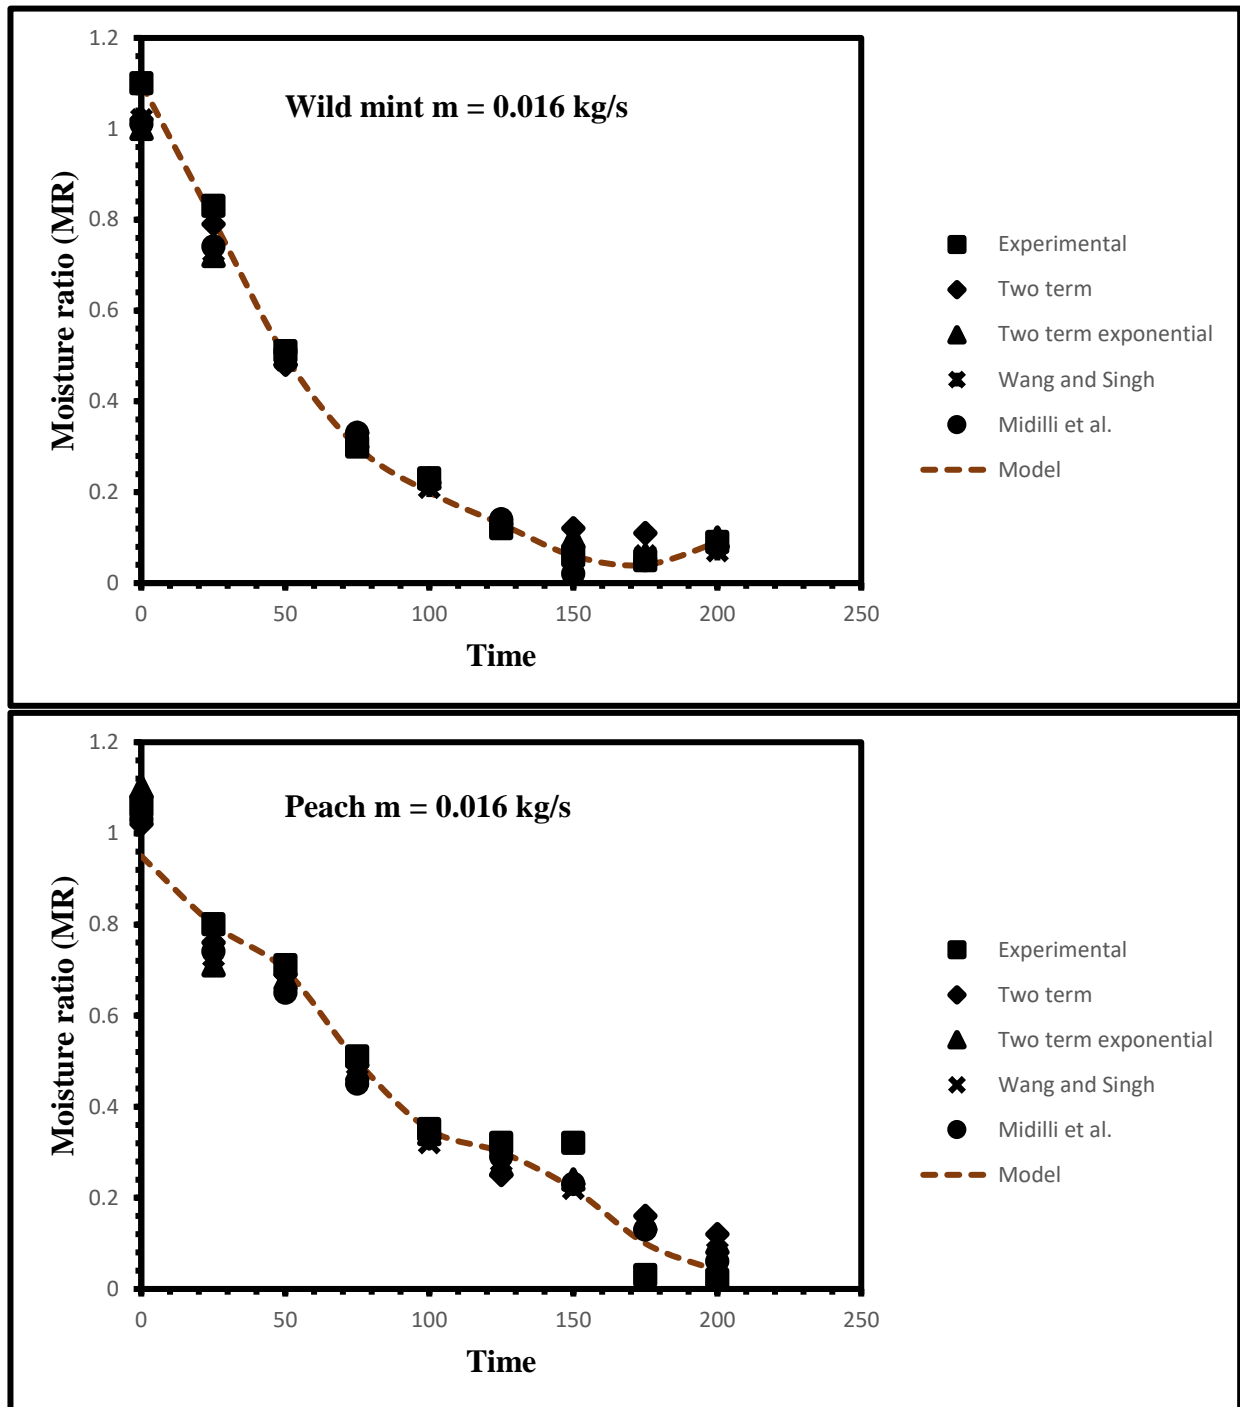 1.2
1
0.8
0.6
0.4
0.2
0
Moisture ratio (MR)
Wild mint m = 0.016 kg/s
0 50 100 150 200 250
Time
Experimental
Two term
Two term exponential
Wang and Singh
Midilli et al.
Model
1.2
1
0.8
0.6
0.4
0.2
0
Moisture ratio (MR)
Peach m = 0.016 kg/s
0 50 100 150 200 250
Time
Experimental
Two term
Two term exponential
Wang and Singh
Midilli et al.
Model